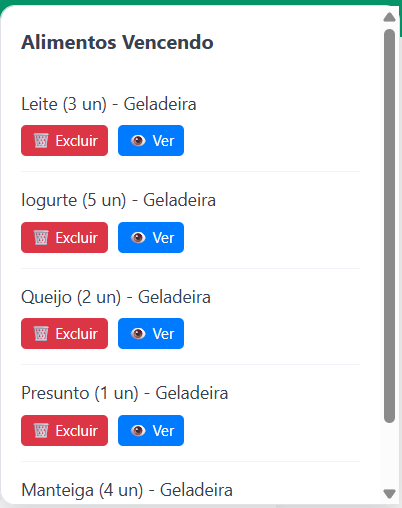 Alimentos Vencendo
Leite (3 un) - Geladeira
Excluir Ver
Iogurte (5 un) - Geladeira
Excluir Ver
Queijo (2 un) - Geladeira
Excluir Ver
Presunto (1 un) - Geladeira
Excluir Ver
Manteiga (4 un) - Geladeira